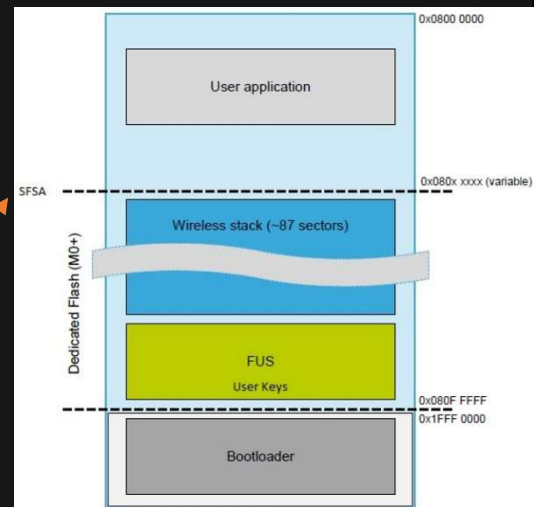 0x0800 0000
User application
0x080x xxxx (variable)
SFSA
Wireless stack (~87 sectors)
Dedicated Flash (M0+)
FUS
User Keys
0x080F FFFF
0x1FFF 0000
Bootloader